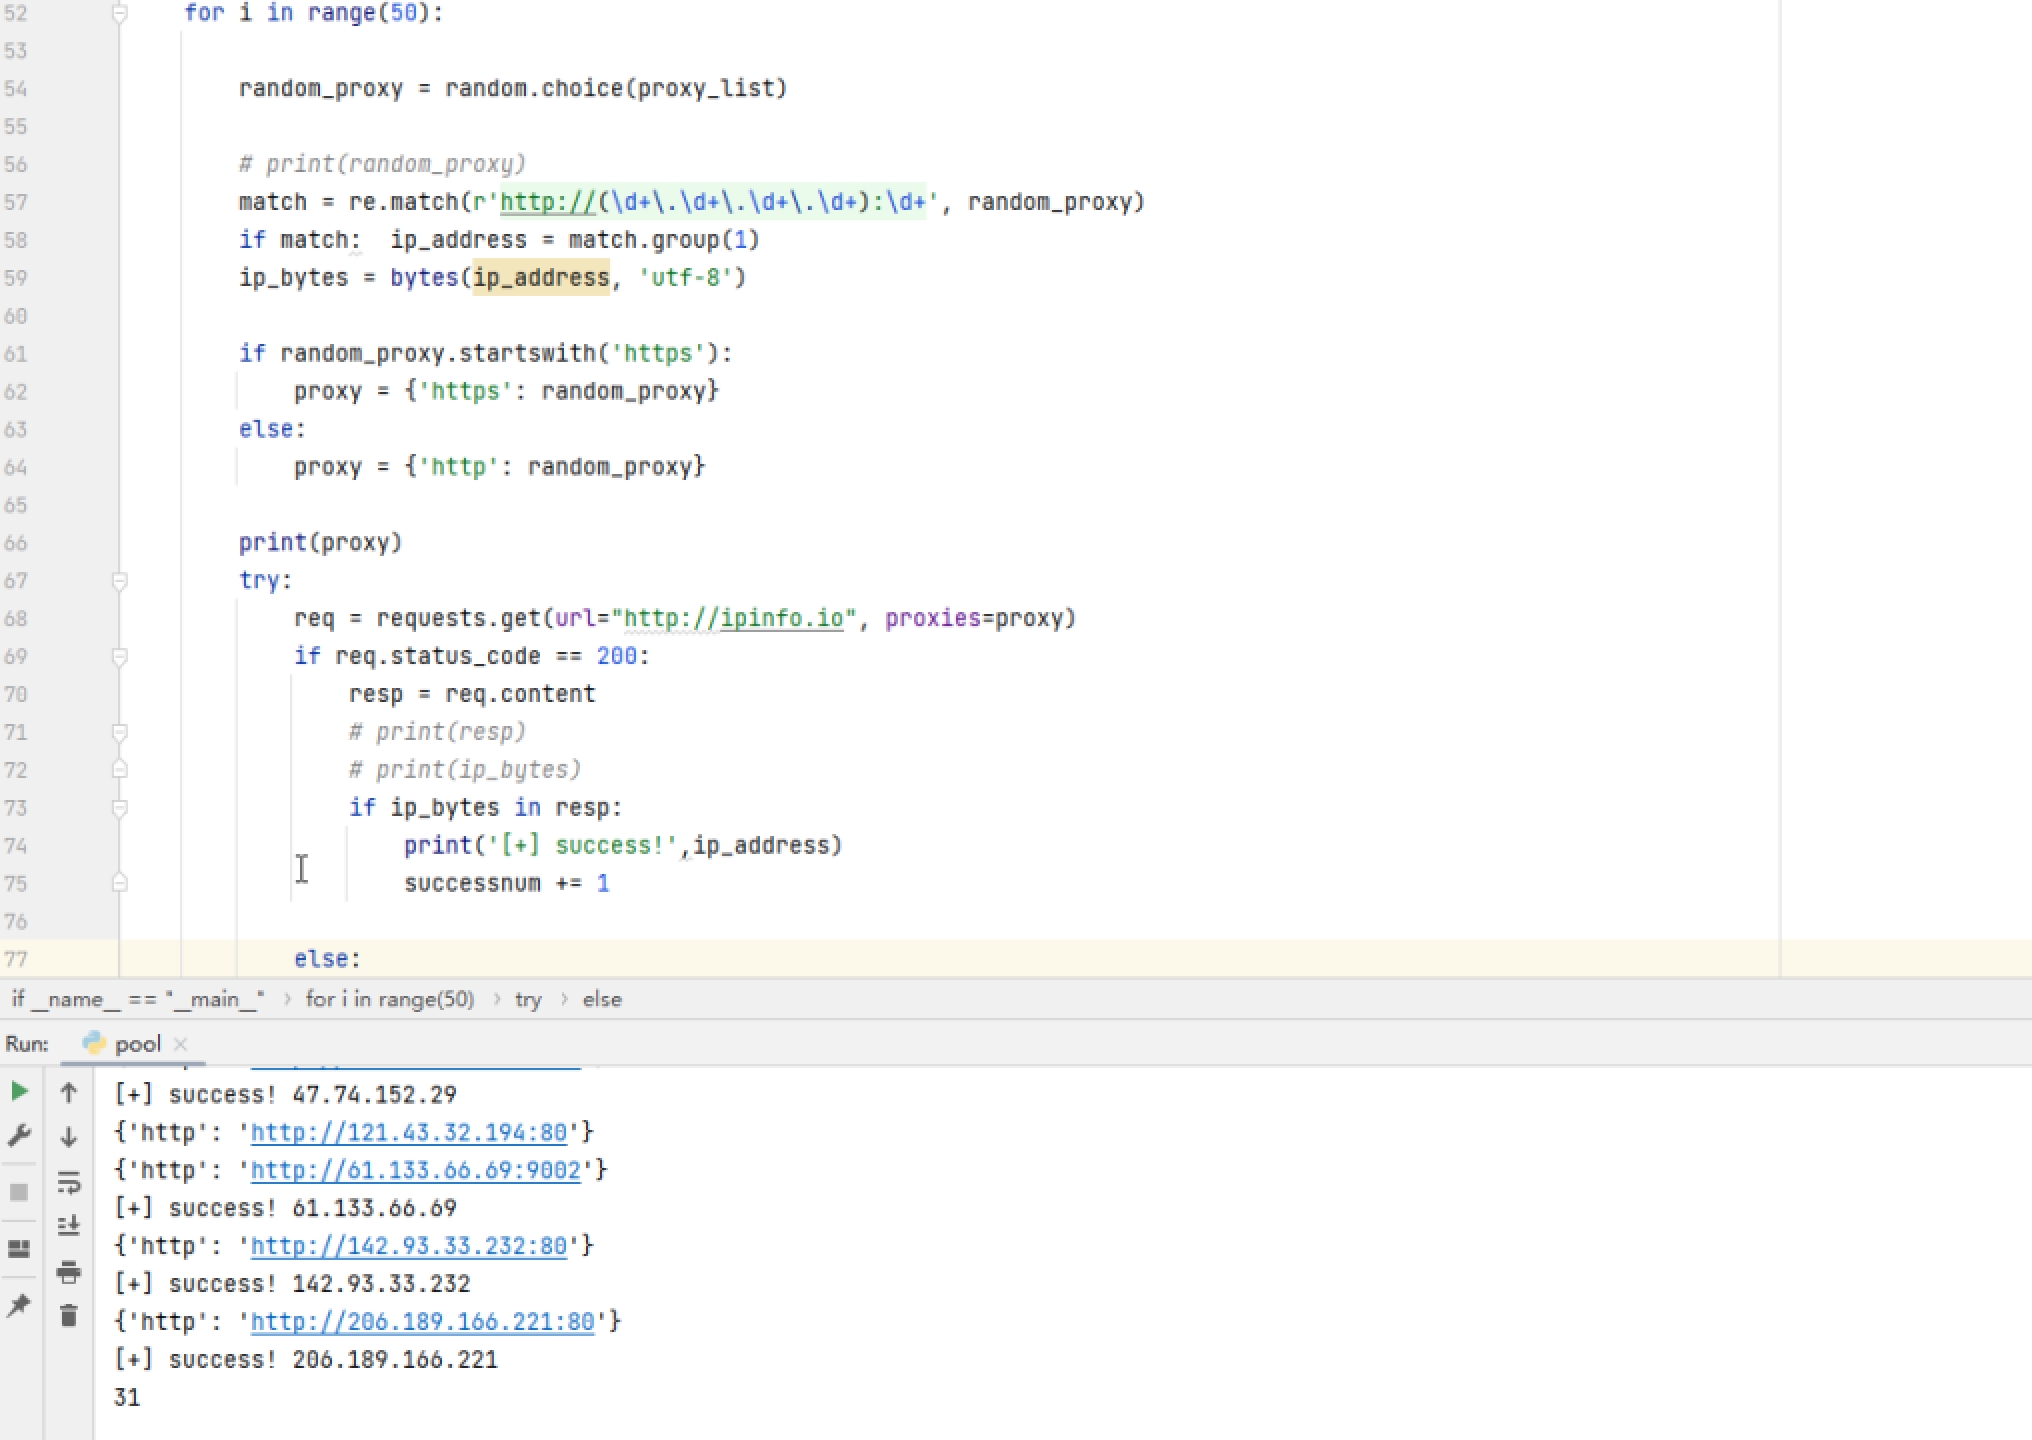 52 for i in range(50):
53
54 random_proxy = random.choice(proxy_list)
55
56 # print(random_proxy)
57 match = re.match(r'http://(\d+\.\d+\.\d+\.\d+):\d+', random_proxy)
58 if match:  ip_address = match.group(1)
59 ip_bytes = bytes(ip_address, 'utf-8')
60
61 if random_proxy.startswith('https'):
62 proxy = {'https': random_proxy}
63 else:
64 proxy = {'http': random_proxy}
65
66 print(proxy)
67 try:
68 req = requests.get(url="http://ipinfo.io", proxies=proxy)
69 if req.status_code == 200:
70 resp = req.content
71 # print(resp)
72 # print(ip_bytes)
73 if ip_bytes in resp:
74 print('[+] success!',ip_address)
75 successnum += 1
76
77 else:
if __name__ == "__main__" › for i in range(50) › try › else
Run: pool ×
[+] success! 47.74.152.29
{'http': 'http://121.43.32.194:80'}
{'http': 'http://61.133.66.69:9002'}
[+] success! 61.133.66.69
{'http': 'http://142.93.33.232:80'}
[+] success! 142.93.33.232
{'http': 'http://206.189.166.221:80'}
[+] success! 206.189.166.221
31